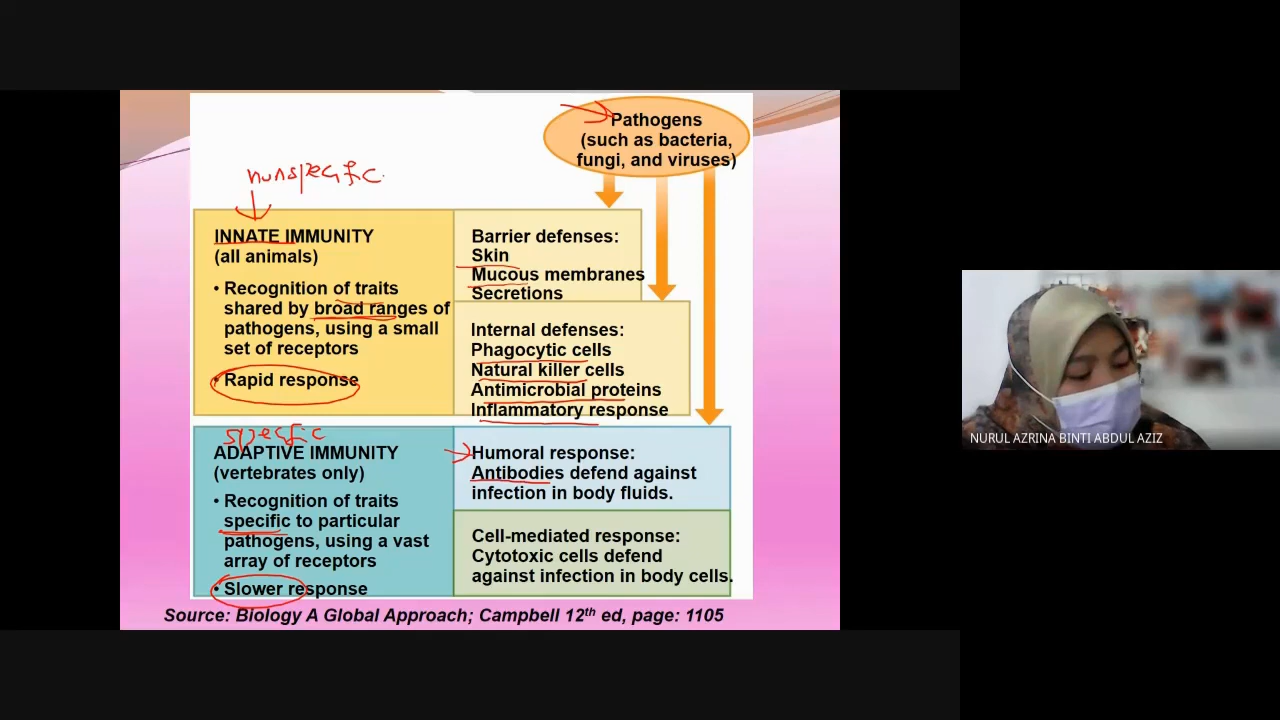 Pathogens
(such as bacteria,
fungi, and viruses)
nonspecific
INNATE IMMUNITY
(all animals)
• Recognition of traits
shared by broad ranges of
pathogens, using a small
set of receptors
• Rapid response
Barrier defenses:
Skin
Mucous membranes
Secretions
Internal defenses:
Phagocytic cells
Natural killer cells
Antimicrobial proteins
Inflammatory response
specific
ADAPTIVE IMMUNITY
(vertebrates only)
• Recognition of traits
specific to particular
pathogens, using a vast
array of receptors
• Slower response
Humoral response:
Antibodies defend against
infection in body fluids.
Cell-mediated response:
Cytotoxic cells defend
against infection in body cells.
Source: Biology A Global Approach; Campbell 12th ed, page: 1105
NURUL AZRINA BINTI ABDUL AZIZ